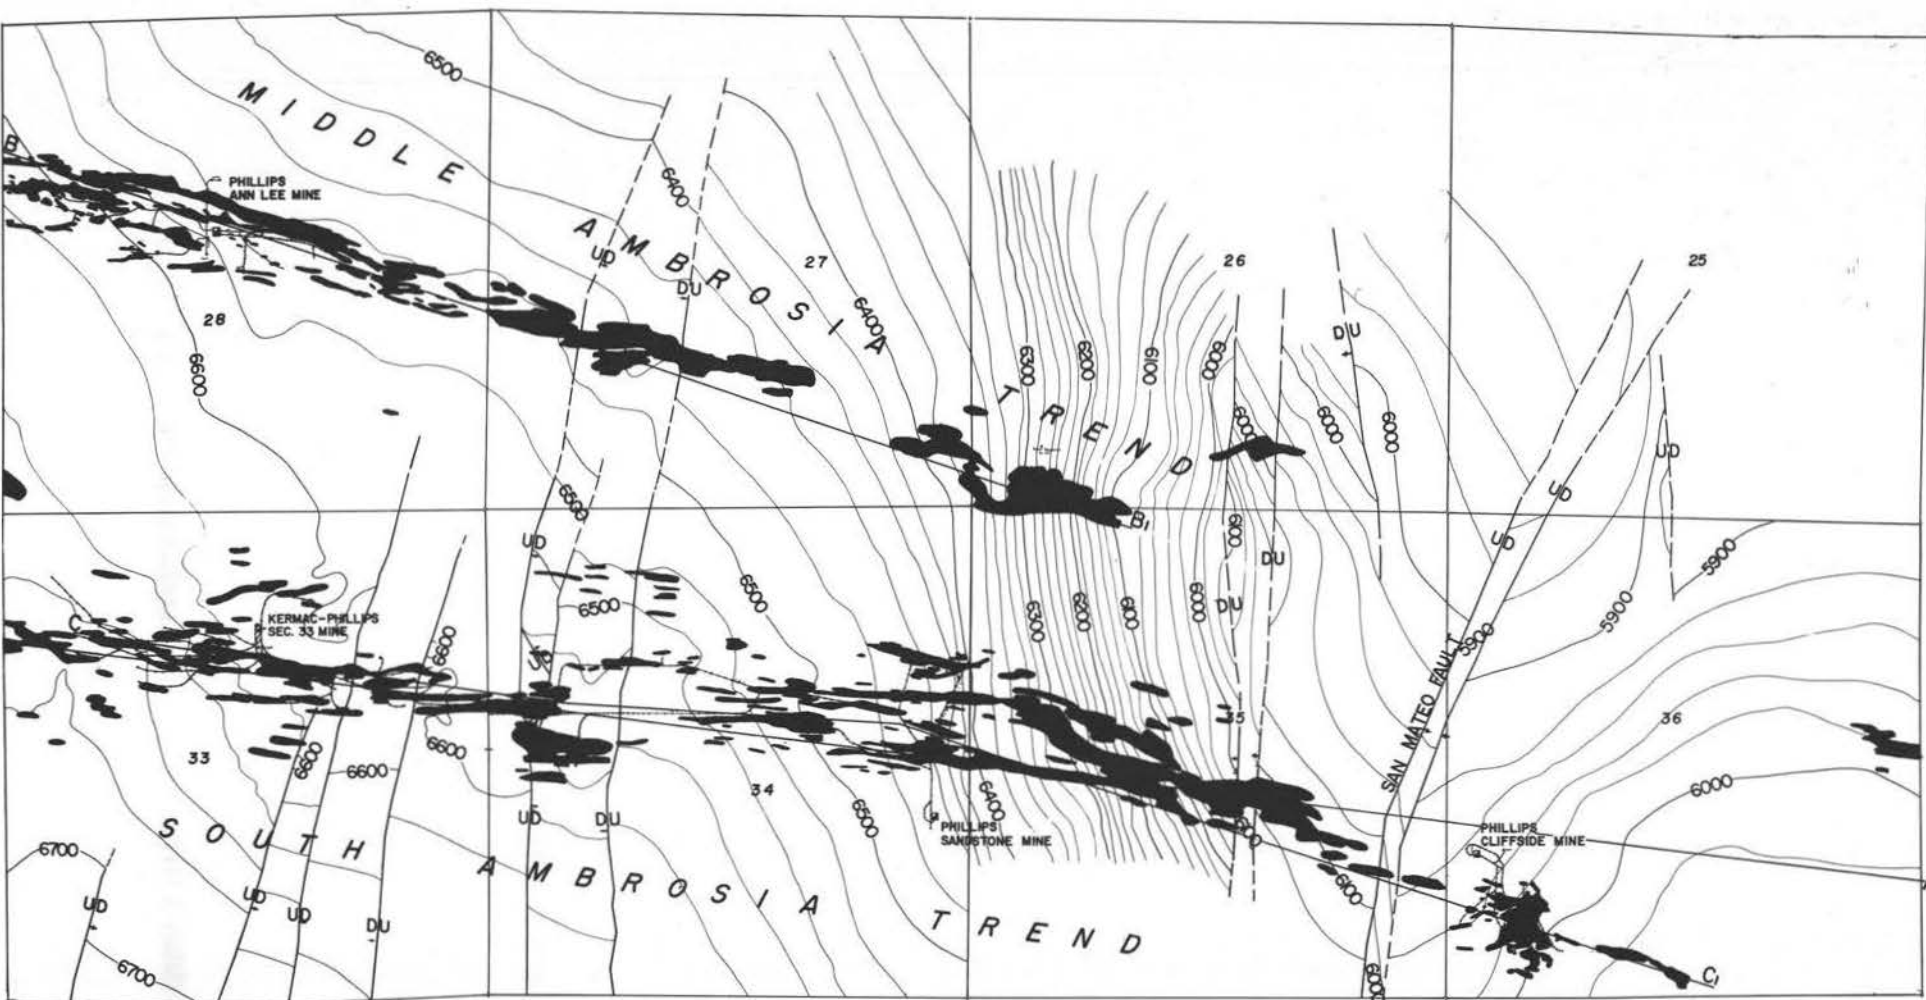 6500
MIDDLE
B
PHILLIPS
ANN LEE MINE
6400
AMBROSIA
UD
27
26
25
DU
6400
28
DU
6600
6300
6200
6100
6000
TREND
6000
6000
6000
UD
6500
UD
B1
6000
UD
UD
DU
5900
6500
6500
6300
6200
6100
6000
DU
5900
C
KERMAC-PHILLIPS
SEC. 33 MINE
6600
5900
SAN MATEO FAULT
35
36
33
6600
6600
6600
34
6500
6400
6000
SOUTH
UD
DU
PHILLIPS
SANDSTONE MINE
PHILLIPS
CLIFFSIDE MINE
6700
AMBROSIA
TREND
6100
UD
UD
UD
DU
6700
6000
C1